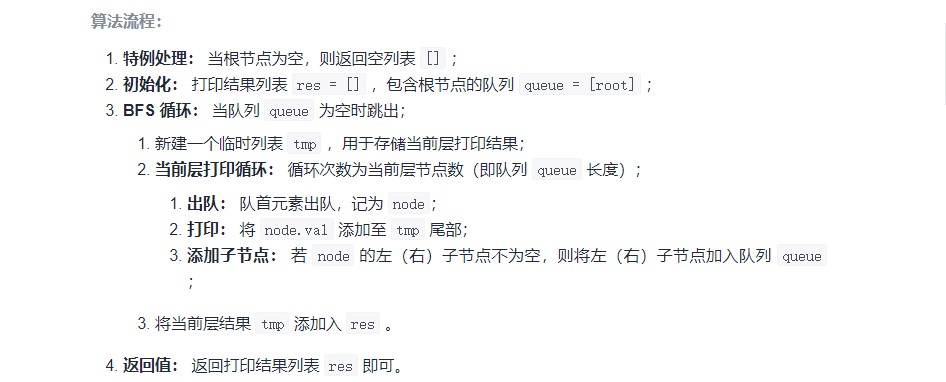 算法流程：
1. 特例处理： 当根节点为空，则返回空列表 [] ；
2. 初始化： 打印结果列表 res = [] ，包含根节点的队列 queue = [root] ；
3. BFS 循环： 当队列 queue 为空时跳出；
1. 新建一个临时列表 tmp ，用于存储当前层打印结果；
2. 当前层打印循环： 循环次数为当前层节点数（即队列 queue 长度）；
1. 出队： 队首元素出队，记为 node；
2. 打印： 将 node.val 添加至 tmp 尾部；
3. 添加子节点： 若 node 的左（右）子节点不为空，则将左（右）子节点加入队列 queue
；
3. 将当前层结果 tmp 添加入 res 。
4. 返回值： 返回打印结果列表 res 即可。